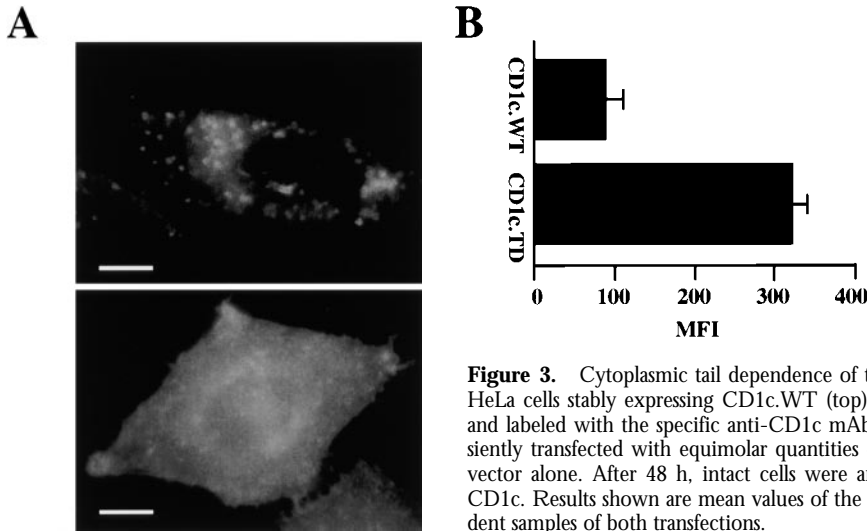 A
B
CD1c.WT
CD1c.TD
0 100 200 300 400
MFI
Figure 3. Cytoplasmic tail dependence of
HeLa cells stably expressing CD1c.WT (top)
and labeled with the specific anti-CD1c mAb
siently transfected with equimolar quantities
vector alone. After 48 h, intact cells were
CD1c. Results shown are mean values of the
dent samples of both transfections.